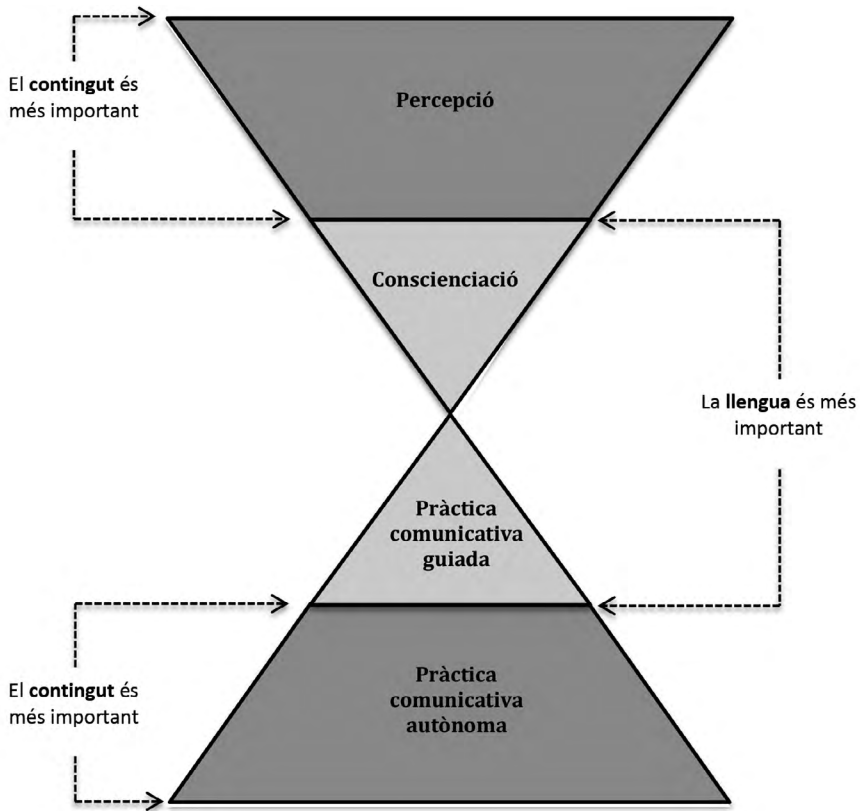 El contingut és
més important
Percepció
Conscienciació
La llengua és més
important
Pràctica
comunicativa
guiada
El contingut és
més important
Pràctica
comunicativa
autònoma